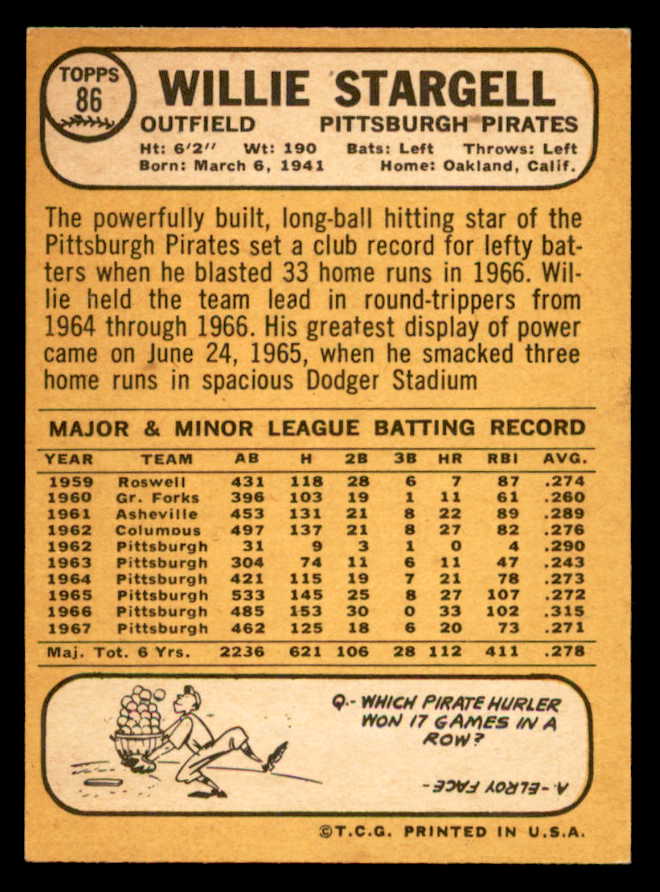 TOPPS
86
WILLIE STARGELL
OUTFIELD PITTSBURGH PIRATES
Ht: 6'2" Wt: 190 Bats: Left Throws: Left
Born: March 6, 1941 Home: Oakland, Calif.
The powerfully built, long-ball hitting star of the
Pittsburgh Pirates set a club record for lefty bat-
ters when he blasted 33 home runs in 1966. Wil-
lie held the team lead in round-trippers from
1964 through 1966. His greatest display of power
came on June 24, 1965, when he smacked three
home runs in spacious Dodger Stadium
MAJOR & MINOR LEAGUE BATTING RECORD
YEAR TEAM AB H 2B 3B HR RBI AVG.
1959 Roswell 431 118 28 6 7 87 .274
1960 Gr. Forks 396 103 19 1 11 61 .260
1961 Asheville 453 131 21 8 22 89 .289
1962 Columbus 497 137 21 8 27 82 .276
1962 Pittsburgh 31 9 3 1 0 4 .290
1963 Pittsburgh 304 74 11 6 11 47 .243
1964 Pittsburgh 421 115 19 7 21 78 .273
1965 Pittsburgh 533 145 25 8 27 107 .272
1966 Pittsburgh 485 153 30 0 33 102 .315
1967 Pittsburgh 462 125 18 6 20 73 .271
Maj. Tot. 6 Yrs. 2236 621 106 28 112 411 .278
Q.- WHICH PIRATE HURLER
WON 17 GAMES IN A
ROW?
A.- ELROY FACE -
©T.C.G. PRINTED IN U.S.A.